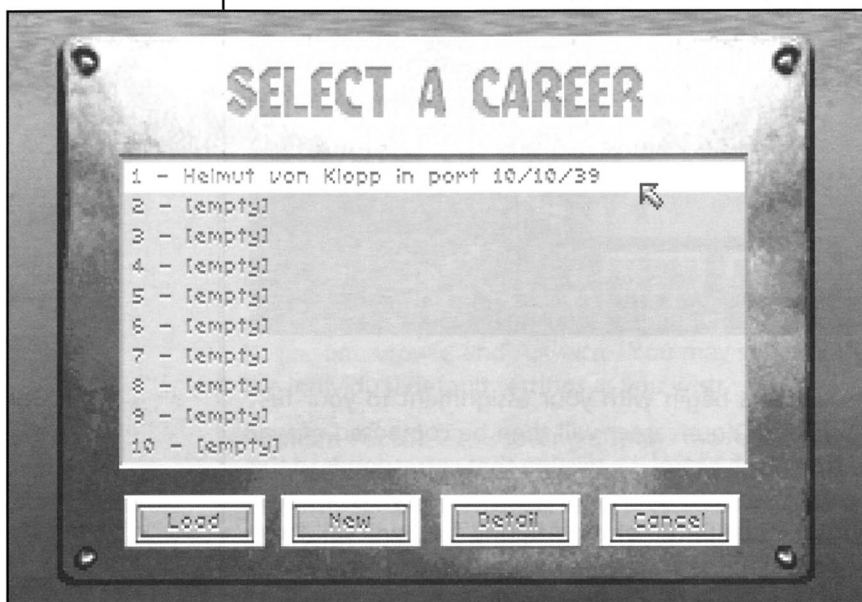 SELECT A CAREER
1 - Helmut von Klopp in port 10/10/39
2 - [empty]
3 - [empty]
4 - [empty]
5 - [empty]
6 - [empty]
7 - [empty]
8 - [empty]
9 - [empty]
10 - [empty]
Load New Detail Cancel